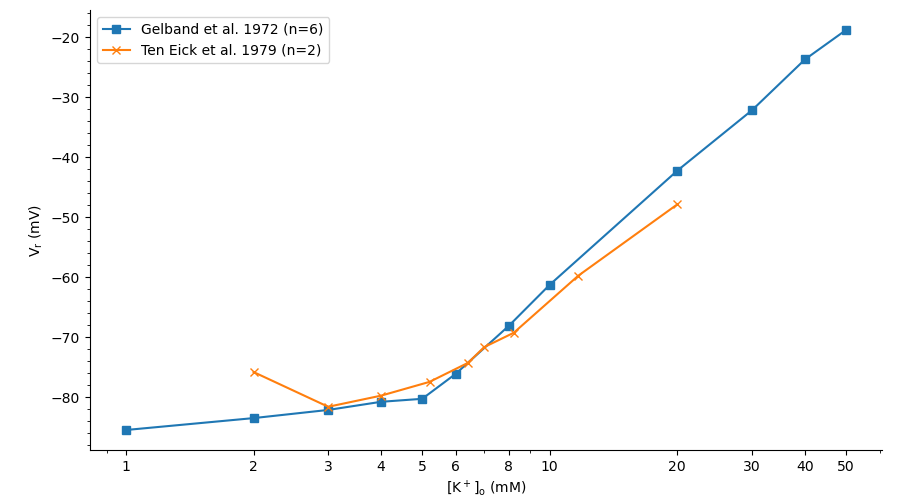 Gelband et al. 1972 (n=6)
Ten Eick et al. 1979 (n=2)
−20
−30
−40
−50
−60
−70
−80
Vr (mV)
1 2 3 4 5 6 8 10 20 30 40 50
[K+]o (mM)